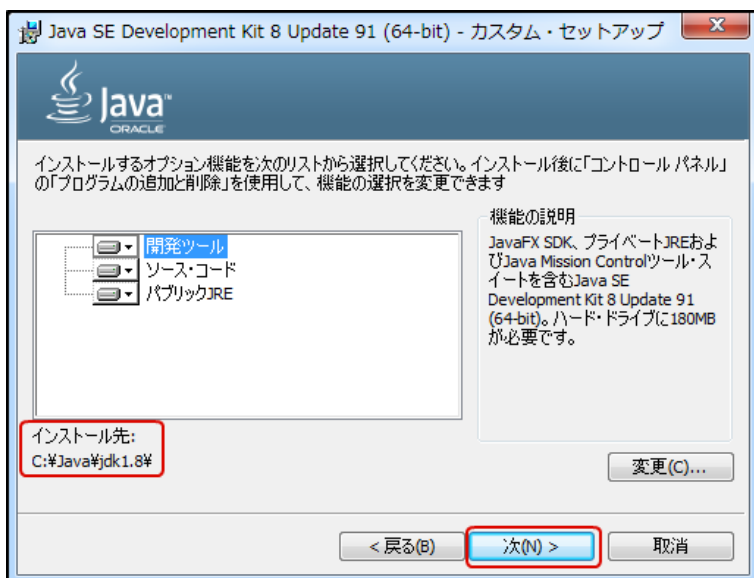 Java SE Development Kit 8 Update 91 (64-bit) - カスタム・セットアップ
Java™
ORACLE
インストールするオプション機能を次のリストから選択してください。インストール後に「コントロール パネル」
の「プログラムの追加と削除」を使用して、機能の選択を変更できます
開発ツール
ソース・コード
パブリックJRE
機能の説明
JavaFX SDK、プライベートJREおよ
びJava Mission Controlツール・ス
イートを含むJava SE
Development Kit 8 Update 91
(64-bit)。ハード・ドライブに180MB
が必要です。
インストール先:
C:¥Java¥jdk1.8¥
変更(C)...
< 戻る(B)
次(N) >
取消